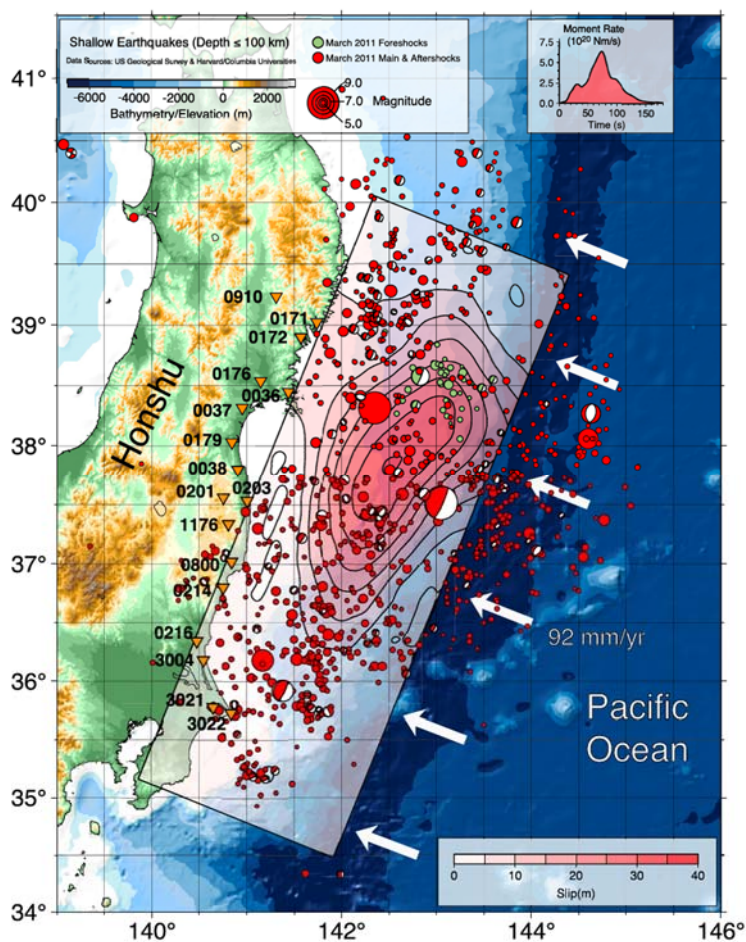 Shallow Earthquakes (Depth ≤ 100 km)
Data Sources: US Geological Survey & Harvard/Columbia Universities
-6000 -4000 -2000 0 2000
Bathymetry/Elevation (m)
March 2011 Foreshocks
March 2011 Main & Aftershocks
9.0
7.0
5.0
Magnitude
Moment Rate
(10²⁰ Nm/s)
7.5
5.0
2.5
0.0
0 50 100 150
Time (s)
41°
40°
39°
38°
37°
36°
35°
34°
0910
0171
0172
0176
0036
0037
0179
0038
0201
0203
1176
0800
0214
0216
3004
3021
3022
Honshu
92 mm/yr
Pacific
Ocean
0 10 20 30 40
Slip(m)
140° 142° 144° 146°